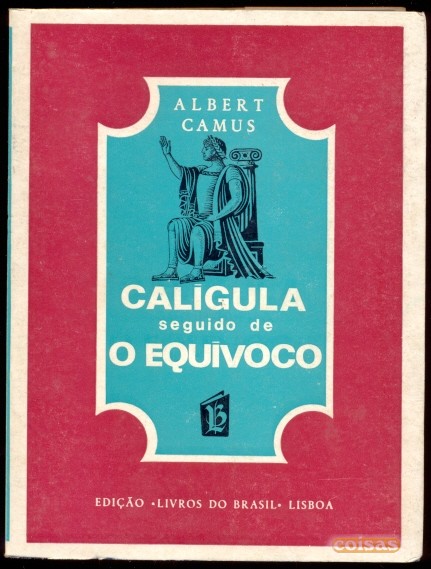 ALBERT
CAMUS
CALÍGULA
seguido de
O EQUÍVOCO
B
EDIÇÃO «LIVROS DO BRASIL» LISBOA
coisas